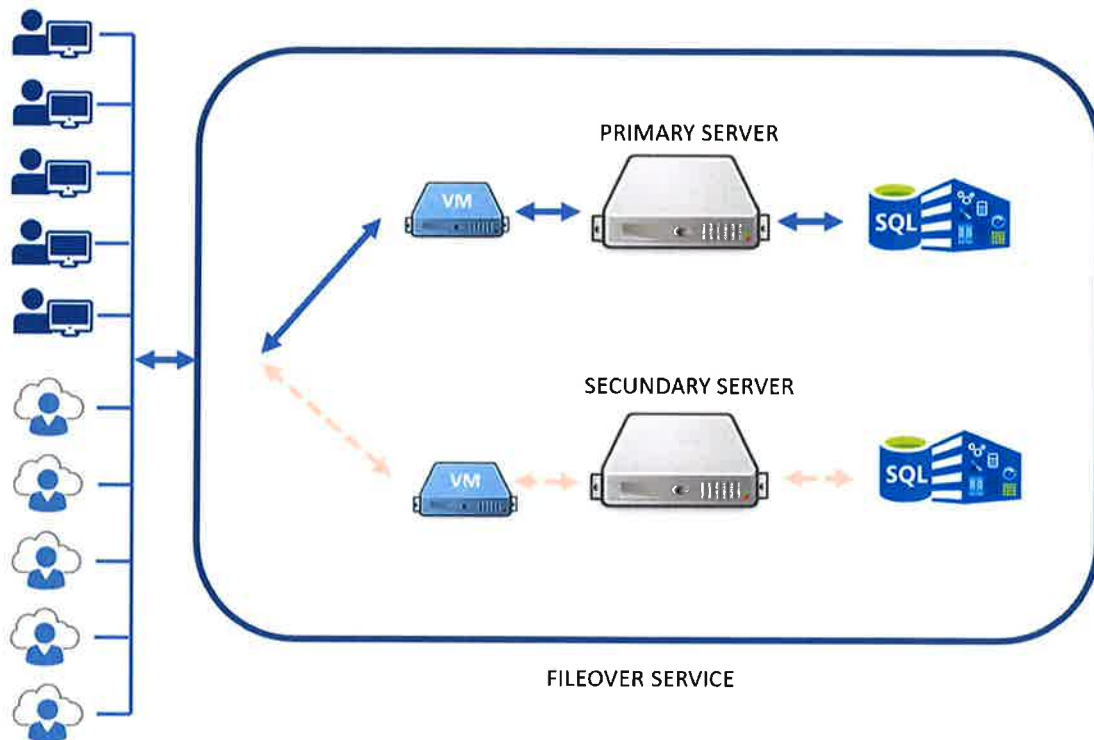 PRIMARY SERVER
VM
SQL
SECUNDARY SERVER
VM
SQL
FILEOVER SERVICE